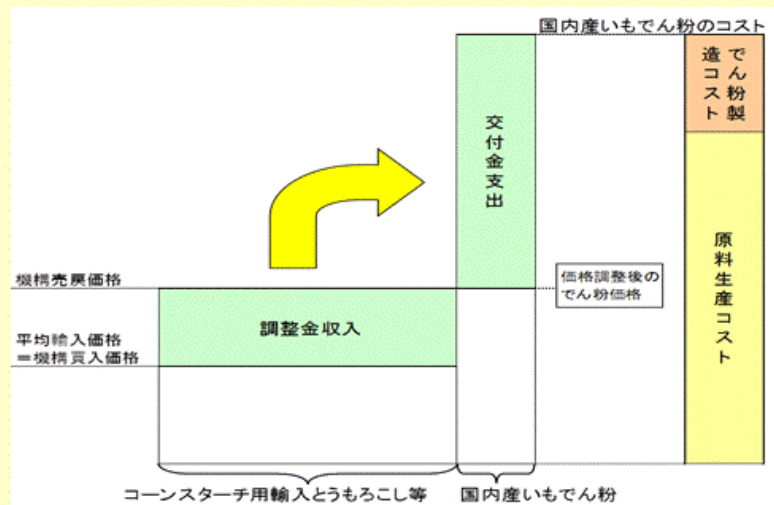 国内産いもでん粉のコスト
でん粉製
造コスト
交付金支出
原料生産コスト
機構売戻価格
価格調整後の
でん粉価格
調整金収入
平均輸入価格
＝機構買入価格
コーンスターチ用輸入とうもろこし等
国内産いもでん粉